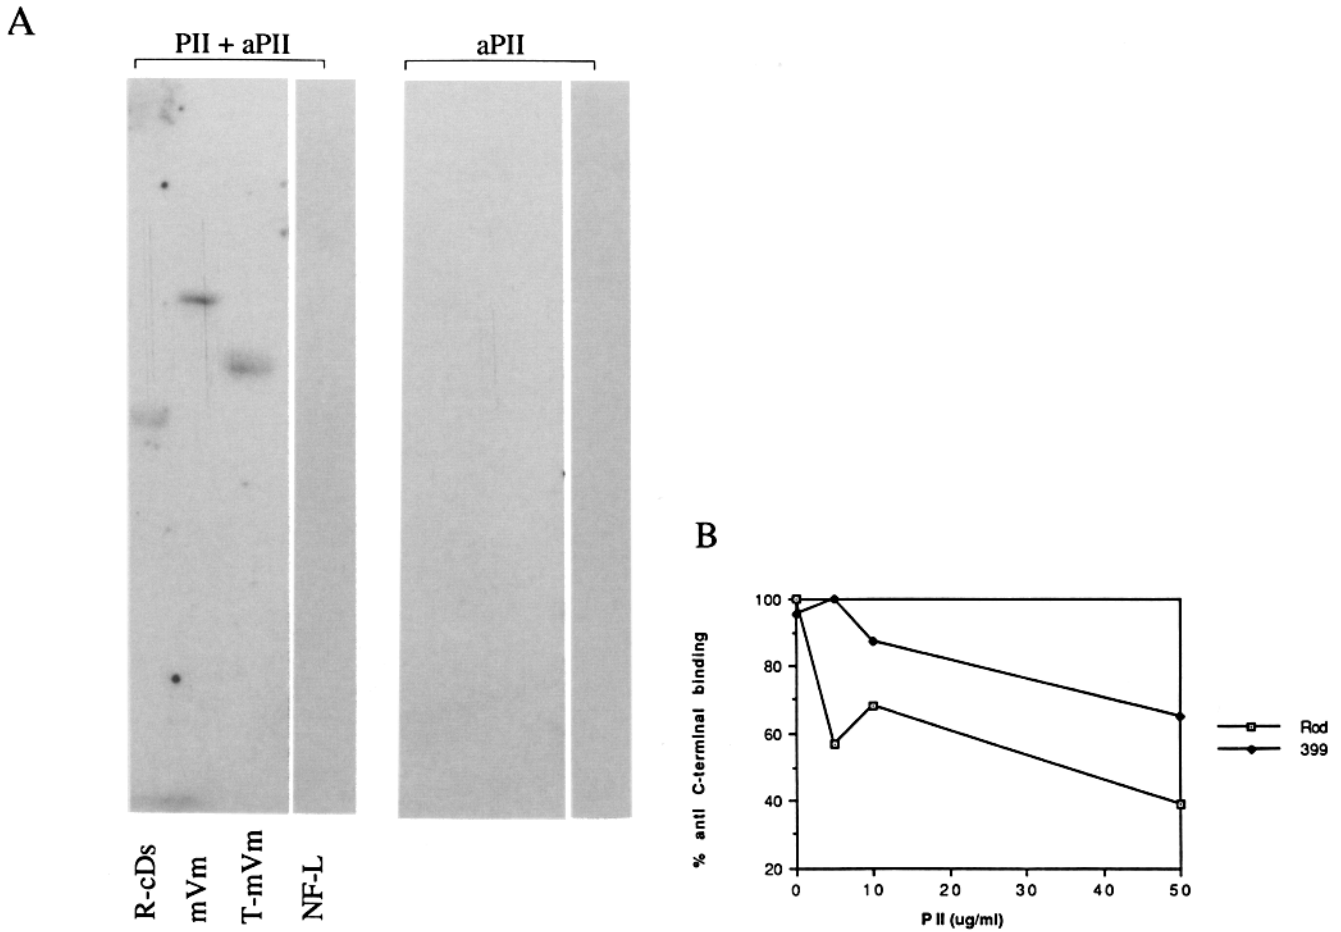 A
PII + aPII
aPII
R-cDs
mVm
T-mVm
NF-L
B
100
80
60
40
20
0
10
20
30
40
50
% anti C-terminal binding
PII (ug/ml)
Rod
399